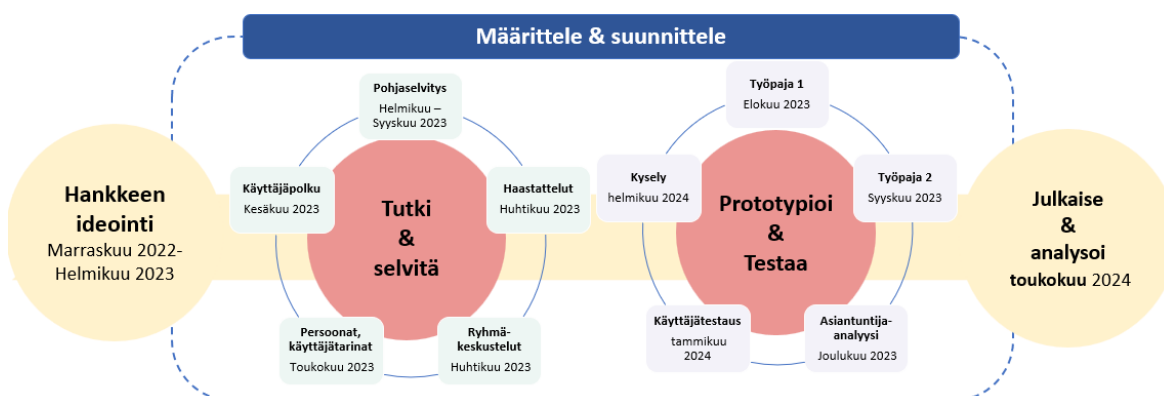 Määrittele & suunnittele
Hankkeen
ideointi
Marraskuu 2022-
Helmikuu 2023
Tutki
&
selvitä
Pohjaselvitys
Helmikuu –
Syyskuu 2023
Haastattelut
Huhtikuu 2023
Ryhmä-
keskustelut
Huhtikuu 2023
Persoonat,
käyttäjätarinat
Toukokuu 2023
Käyttäjäpolku
Kesäkuu 2023
Prototypioi
&
Testaa
Työpaja 1
Elokuu 2023
Työpaja 2
Syyskuu 2023
Asiantuntija-
analyysi
Joulukuu 2023
Käyttäjätestaus
tammikuu
2024
Kysely
helmikuu 2024
Julkaise
&
analysoi
toukokuu 2024